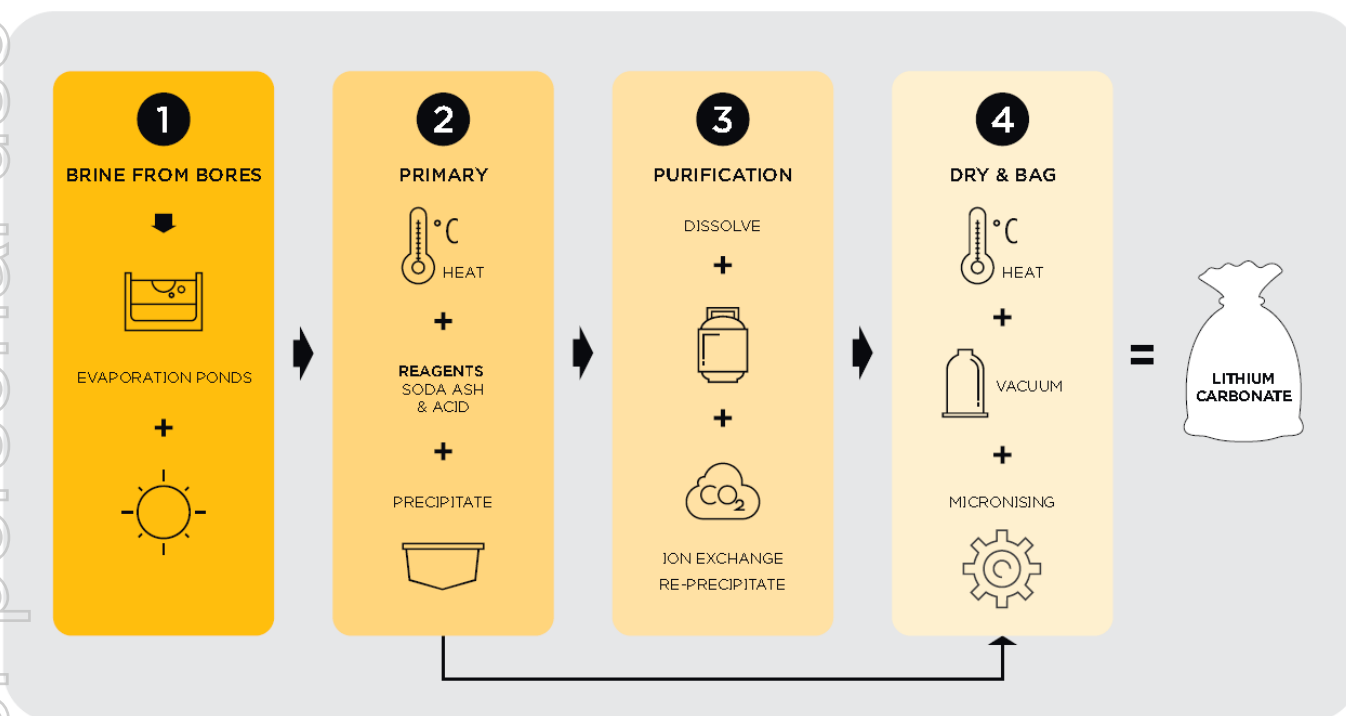 1
BRINE FROM BORES
EVAPORATION PONDS
+
2
PRIMARY
°C
HEAT
+
REAGENTS
SODA ASH
& ACID
+
PRECIPITATE
3
PURIFICATION
DISSOLVE
+
+
CO2
ION EXCHANGE
RE-PRECIPITATE
4
DRY & BAG
°C
HEAT
+
VACUUM
+
MICRONISING
=
LITHIUM
CARBONATE